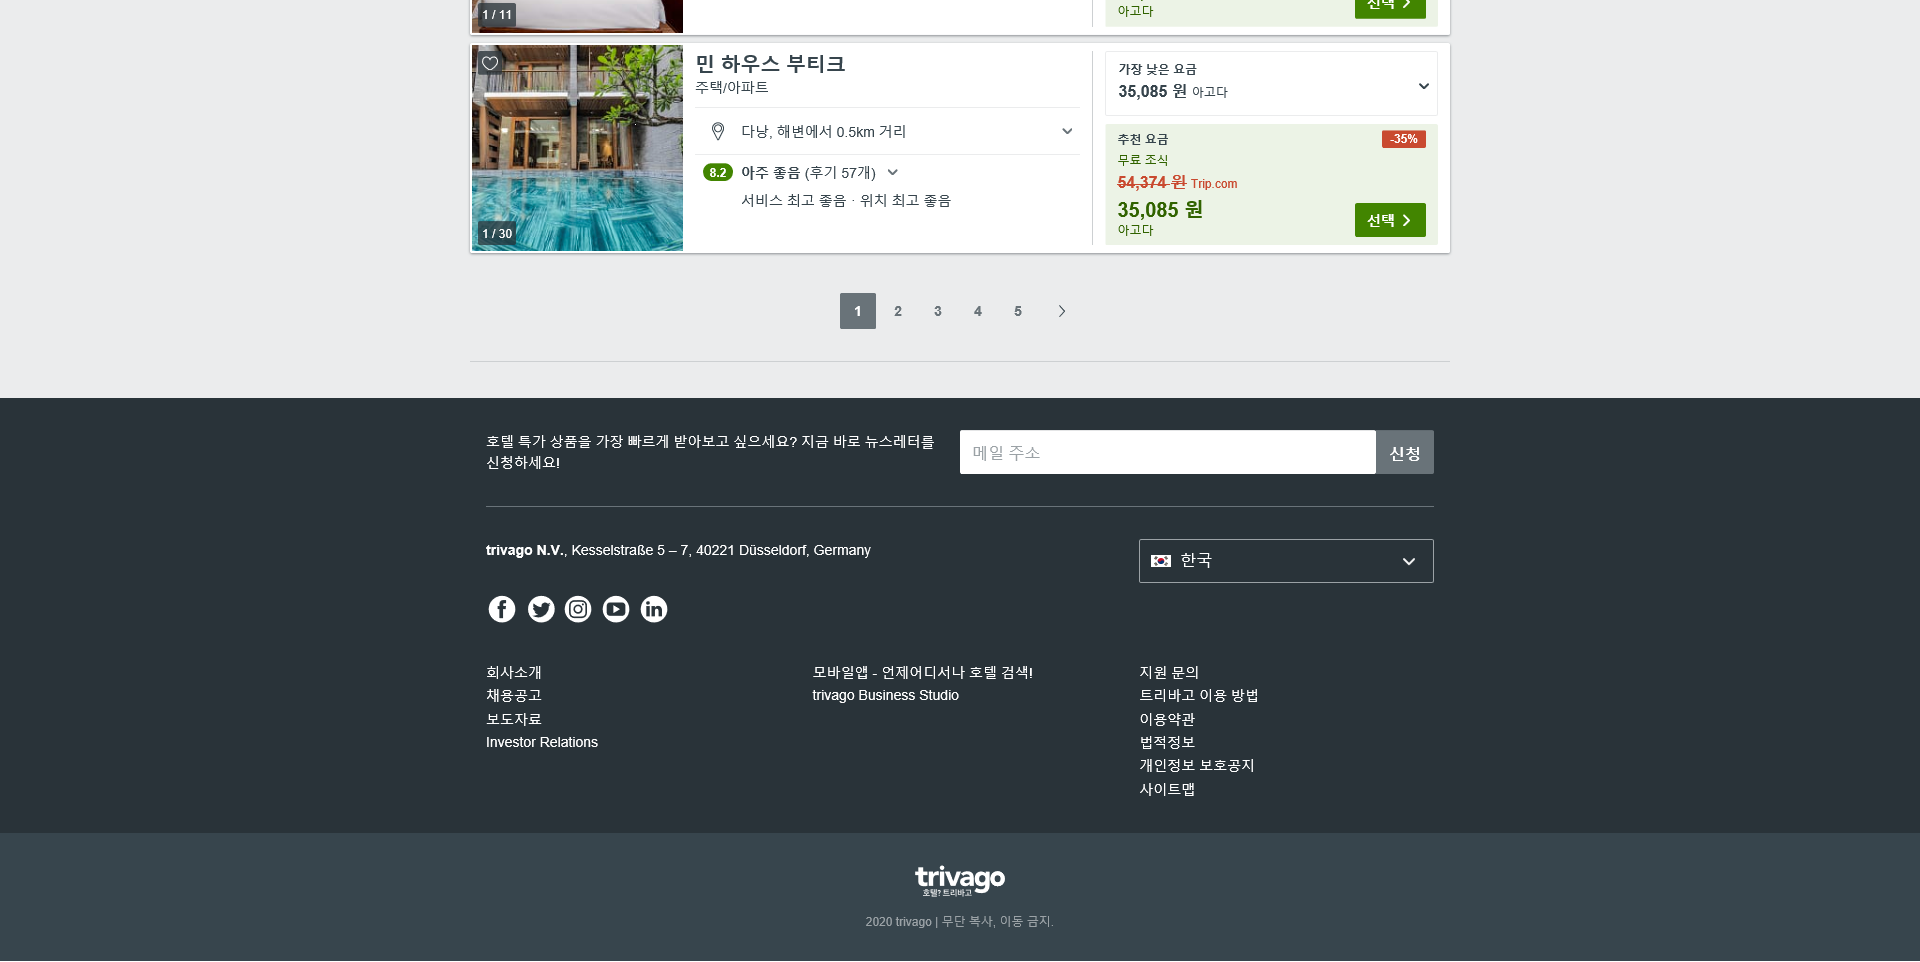 1 / 11
아고다
선택
민 하우스 부티크
주택/아파트
다낭, 해변에서 0.5km 거리
8.2 아주 좋음 (후기 57개)
서비스 최고 좋음 · 위치 최고 좋음
1 / 30
가장 낮은 요금
35,085 원 아고다
추천 요금
-35%
무료 조식
54,374 원 Trip.com
35,085 원
아고다
선택
1 2 3 4 5
호텔 특가 상품을 가장 빠르게 받아보고 싶으세요? 지금 바로 뉴스레터를
신청하세요!
메일 주소
신청
trivago N.V., Kesselstraße 5 – 7, 40221 Düsseldorf, Germany
한국
회사소개
채용공고
보도자료
Investor Relations
모바일앱 - 언제어디서나 호텔 검색!
trivago Business Studio
지원 문의
트리바고 이용 방법
이용약관
법적정보
개인정보 보호공지
사이트맵
trivago
호텔? 트리바고
2020 trivago | 무단 복사, 이동 금지.